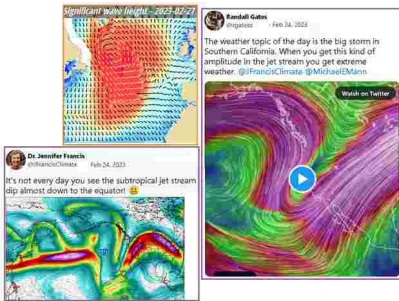 Significant wave height - 2023-02-27
Randall Gates
@rgatess · Feb 24, 2023
The weather topic of the day is the big storm in
Southern California. When you get this kind of
amplitude in the jet stream you get extreme
weather. @JFrancisClimate @MichaelEMann
Watch on Twitter
Dr. Jennifer Francis
@JFrancisClimate Feb 24, 2023
It's not every day you see the subtropical jet stream
dip almost down to the equator!